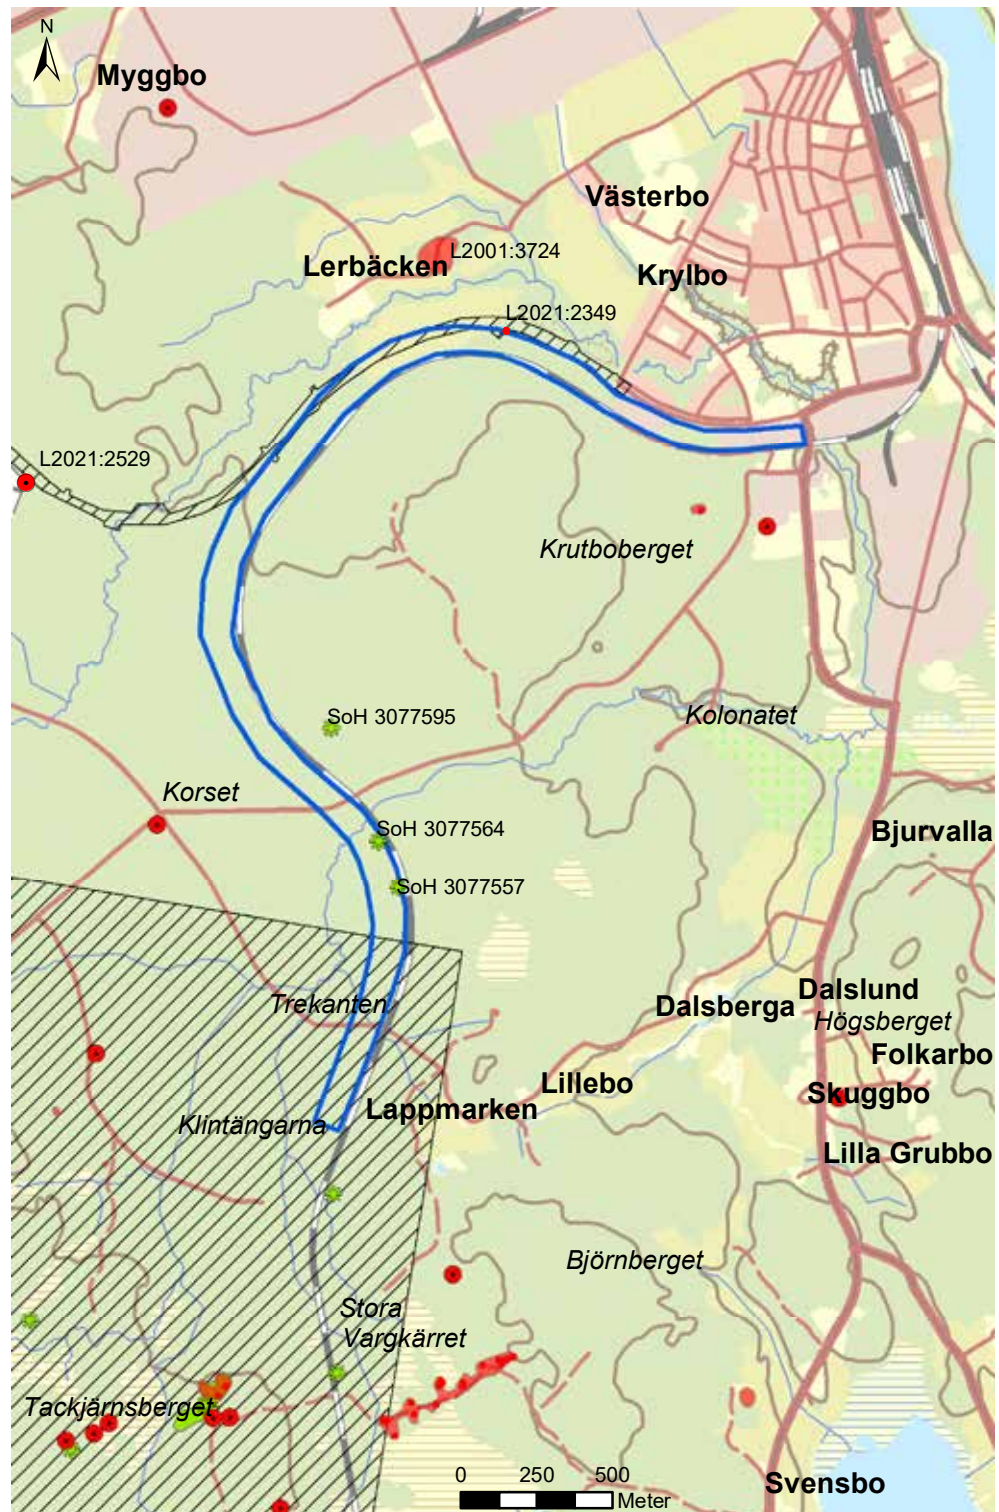 N
Myggbo
Västerbo
L2001:3724
Lerbäcken
Krylbo
L2021:2349
L2021:2529
Krutboberget
SoH 3077595
Kolonatet
Korset
SoH 3077564
Bjurvalla
SoH 3077557
Trekanten
Dalsberga
Dalslund
Högsberget
Folkarbo
Lillebo
Skuggbo
Lappmarken
Klintängarna
Lilla Grubbo
Björnberget
Stora
Vargkärret
Tackjärnsberget
0 250 500
Meter
Svensbo